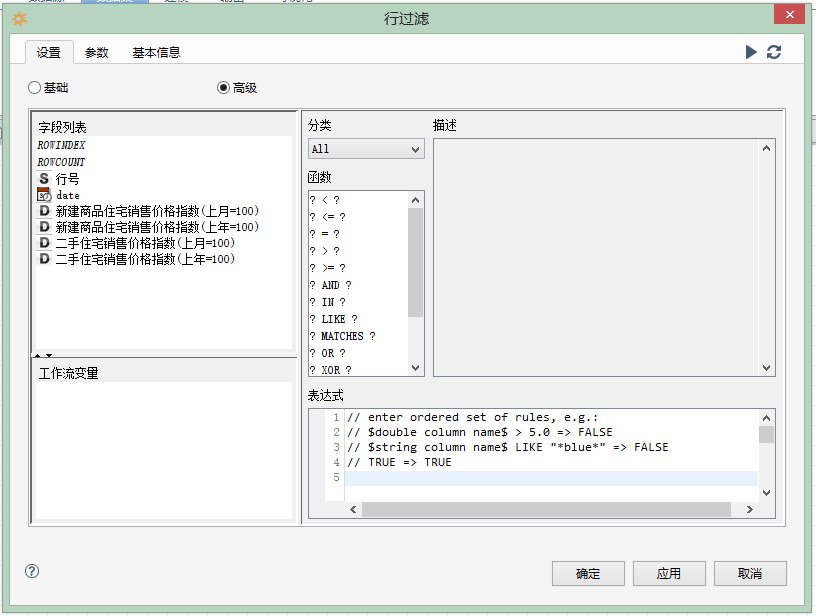 行过滤
设置 参数 基本信息
基础 高级
字段列表
ROWINDEX
ROWCOUNT
S 行号
date
D 新建商品住宅销售价格指数(上月=100)
D 新建商品住宅销售价格指数(上年=100)
D 二手住宅销售价格指数(上月=100)
D 二手住宅销售价格指数(上年=100)
工作流变量
分类
All
函数
? < ?
? <= ?
? = ?
? > ?
? >= ?
? AND ?
? IN ?
? LIKE ?
? MATCHES ?
? OR ?
? XOR ?
描述
表达式
1 // enter ordered set of rules, e.g.:
2 // $double column name$ > 5.0 => FALSE
3 // $string column name$ LIKE "*blue*" => FALSE
4 // TRUE => TRUE
5
?
确定 应用 取消